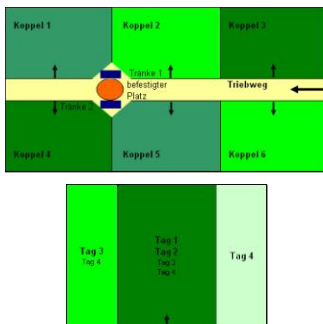 Koppel 1
Koppel 2
Koppel 3
Tränke 1
befestigter
Platz
Triebweg
Tränke 2
Koppel 4
Koppel 5
Koppel 6
Tag 3
Tag 4
Tag 1
Tag 2
Tag 3
Tag 4
Tag 4